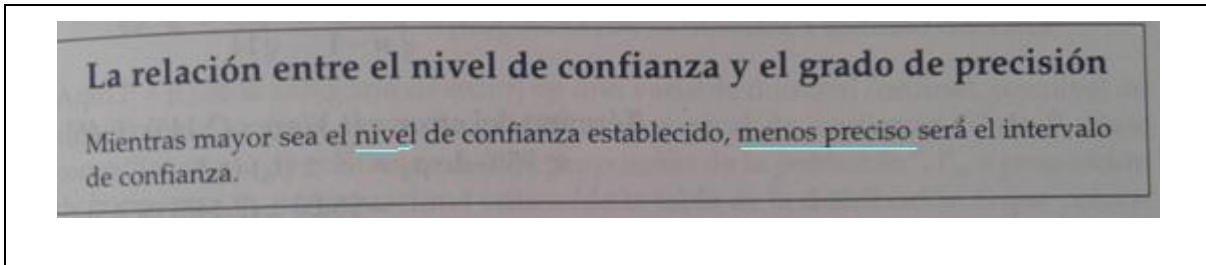 La relación entre el nivel de confianza y el grado de precisión
Mientras mayor sea el nivel de confianza establecido, menos preciso será el intervalo
de confianza.